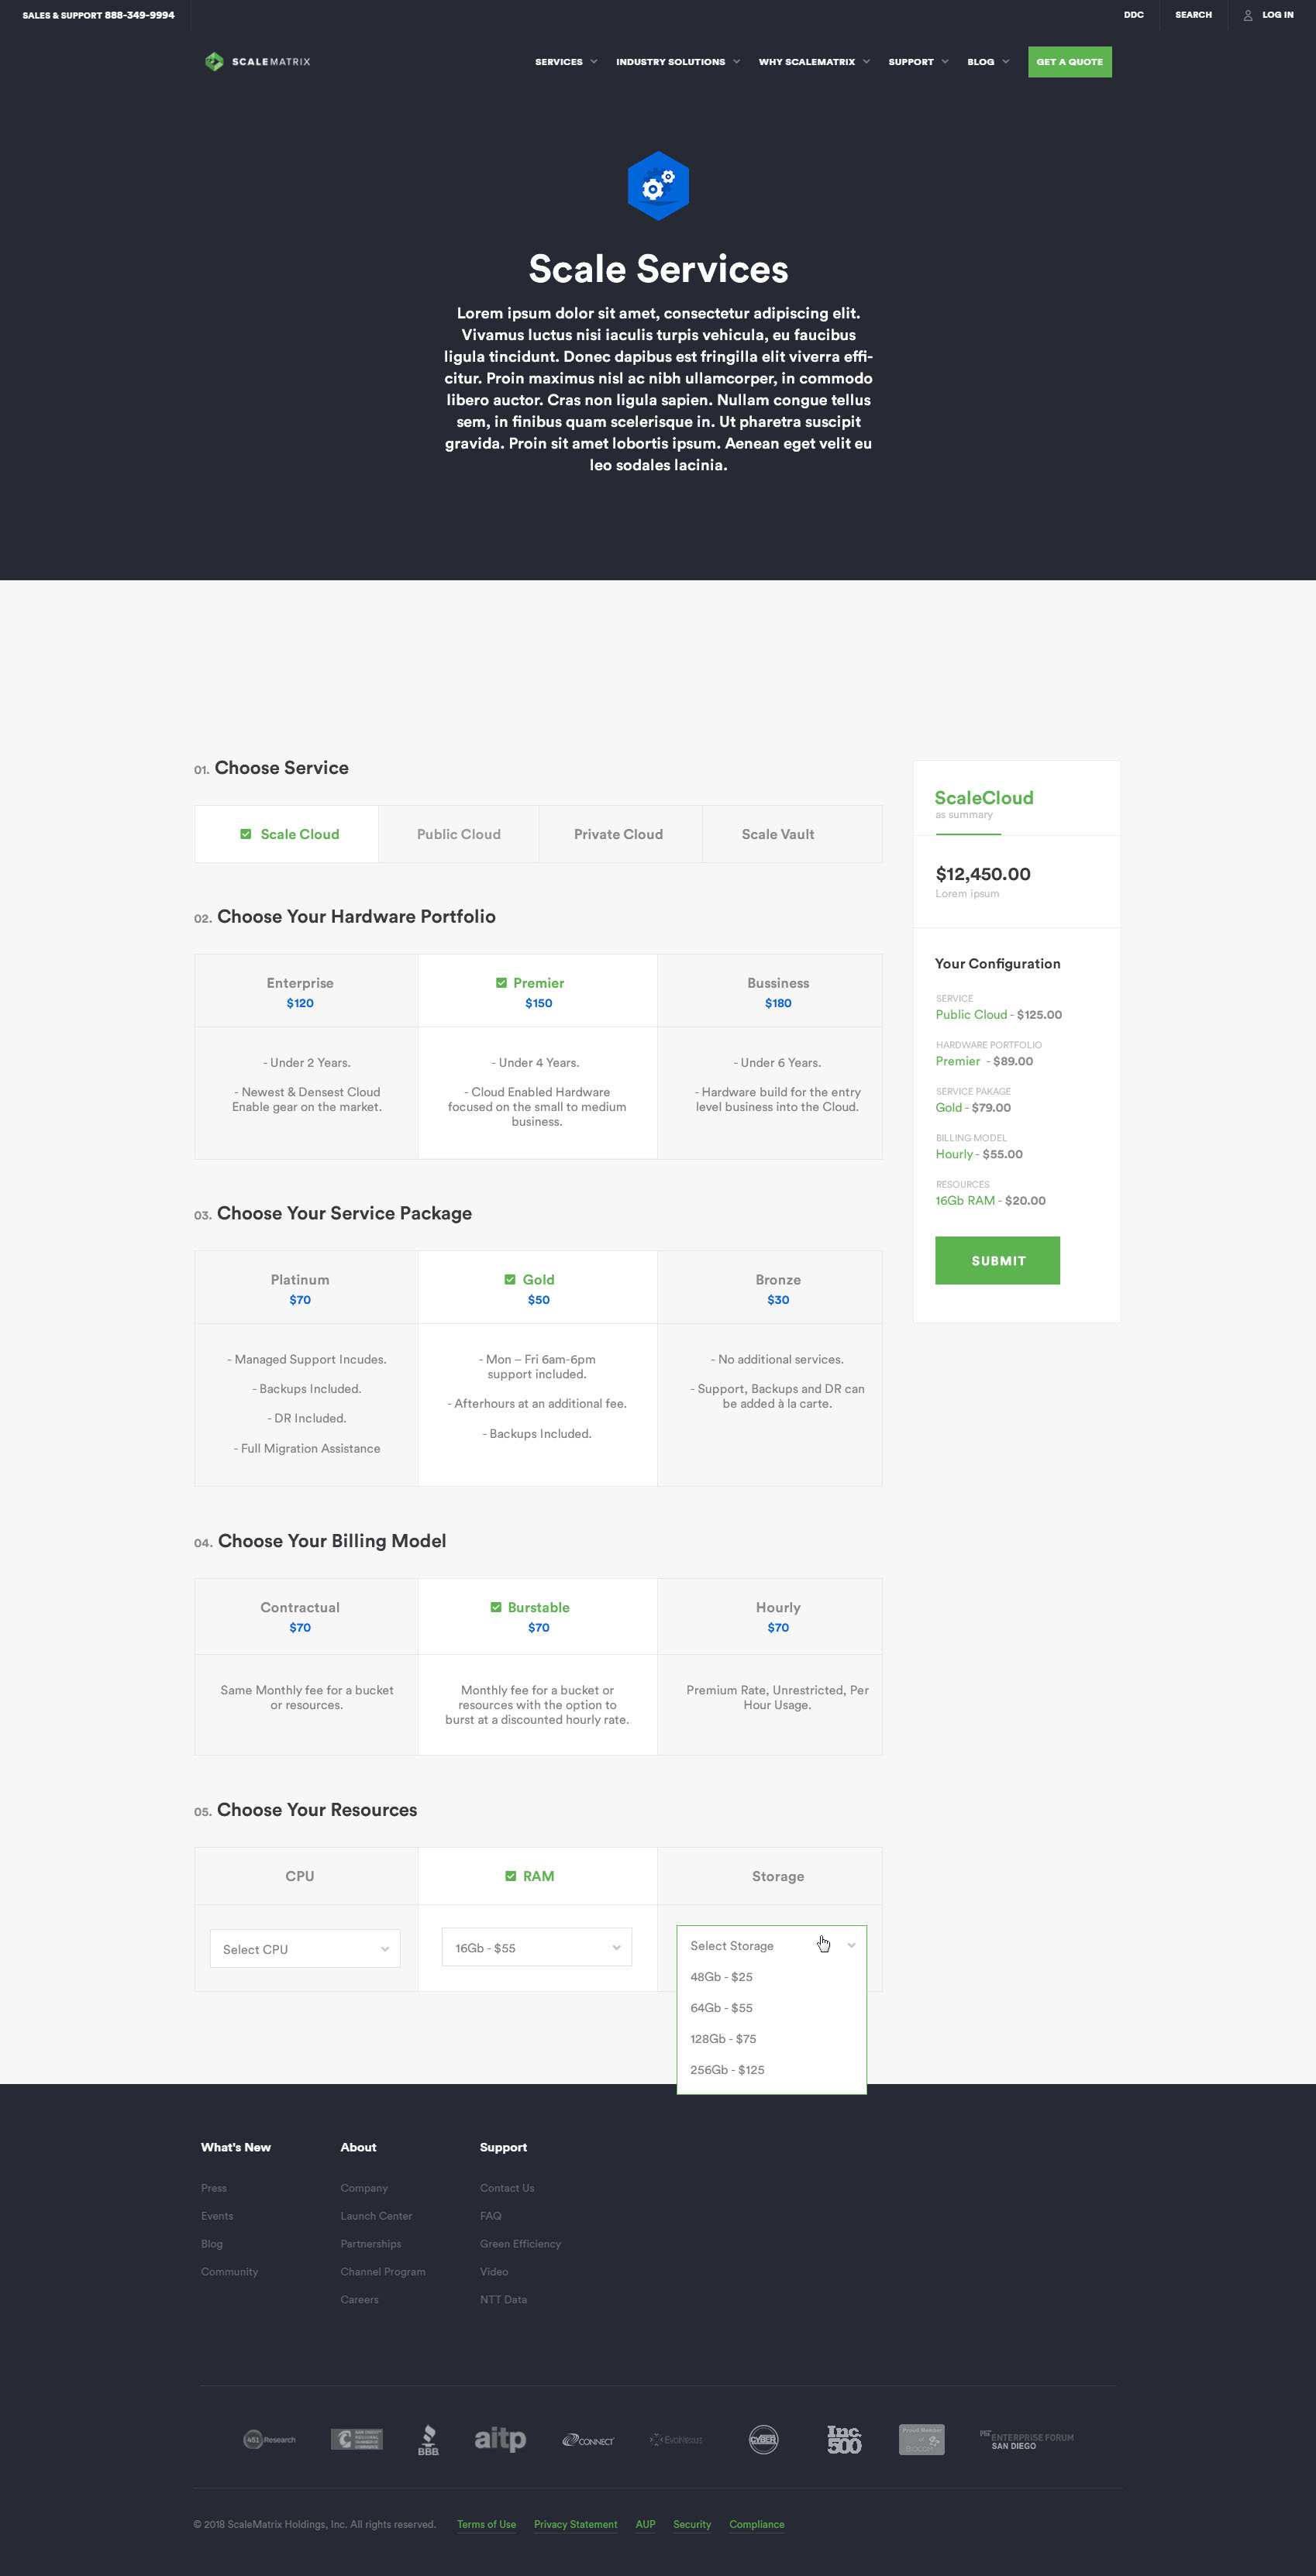 SALES & SUPPORT 888-349-9994
DDC
SEARCH
LOG IN
SCALEMATRIX
SERVICES
INDUSTRY SOLUTIONS
WHY SCALEMATRIX
SUPPORT
BLOG
GET A QUOTE
Scale Services
Lorem ipsum dolor sit amet, consectetur adipiscing elit.
Vivamus luctus nisi iaculis turpis vehicula, eu faucibus
ligula tincidunt. Donec dapibus est fringilla elit viverra effi-
citur. Proin maximus nisl ac nibh ullamcorper, in commodo
libero auctor. Cras non ligula sapien. Nullam congue tellus
sem, in finibus quam scelerisque in. Ut pharetra suscipit
gravida. Proin sit amet lobortis ipsum. Aenean eget velit eu
leo sodales lacinia.
01. Choose Service
Scale Cloud
Public Cloud
Private Cloud
Scale Vault
02. Choose Your Hardware Portfolio
Enterprise
$120
- Under 2 Years.
- Newest & Densest Cloud
Enable gear on the market.
Premier
$150
- Under 4 Years.
- Cloud Enabled Hardware
focused on the small to medium
business.
Bussiness
$180
- Under 6 Years.
- Hardware build for the entry
level business into the Cloud.
03. Choose Your Service Package
Platinum
$70
- Managed Support Incudes.
- Backups Included.
- DR Included.
- Full Migration Assistance
Gold
$50
- Mon – Fri 6am-6pm
support included.
- Afterhours at an additional fee.
- Backups Included.
Bronze
$30
- No additional services.
- Support, Backups and DR can
be added à la carte.
04. Choose Your Billing Model
Contractual
$70
Same Monthly fee for a bucket
or resources.
Burstable
$70
Monthly fee for a bucket or
resources with the option to
burst at a discounted hourly rate.
Hourly
$70
Premium Rate, Unrestricted, Per
Hour Usage.
05. Choose Your Resources
CPU
Select CPU
RAM
16Gb - $55
Storage
Select Storage
48Gb - $25
64Gb - $55
128Gb - $75
256Gb - $125
ScaleCloud
as summary
$12,450.00
Lorem ipsum
Your Configuration
SERVICE
Public Cloud - $125.00
HARDWARE PORTFOLIO
Premier - $89.00
SERVICE PAKAGE
Gold - $79.00
BILLING MODEL
Hourly - $55.00
RESOURCES
16Gb RAM - $20.00
SUBMIT
What's New
Press
Events
Blog
Community
About
Company
Launch Center
Partnerships
Channel Program
Careers
Support
Contact Us
FAQ
Green Efficiency
Video
NTT Data
451 Research
BBB
aitp
CONNECT
EvoNexus
CYBER
Inc.
500
Proud Member
of
MIT
ENTERPRISE FORUM
SAN DIEGO
© 2018 ScaleMatrix Holdings, Inc. All rights reserved.
Terms of Use
Privacy Statement
AUP
Security
Compliance